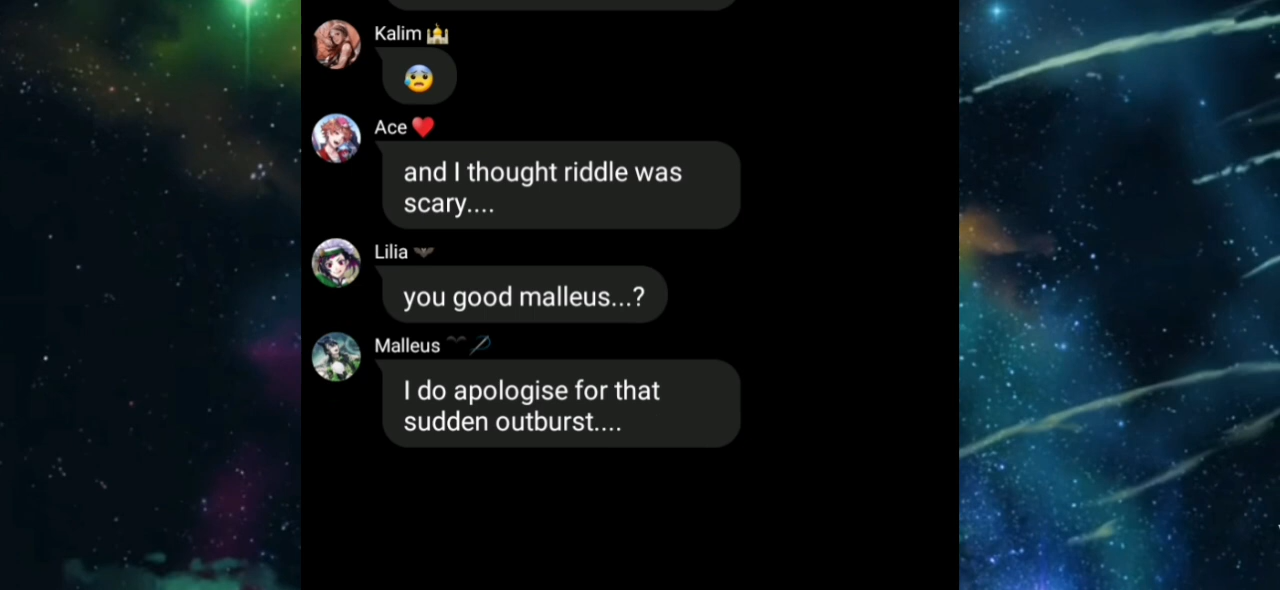 Kalim 🕌
😰
Ace ❤️
and I thought riddle was
scary....
Lilia 🦇
you good malleus...?
Malleus 🪡
I do apologise for that
sudden outburst....